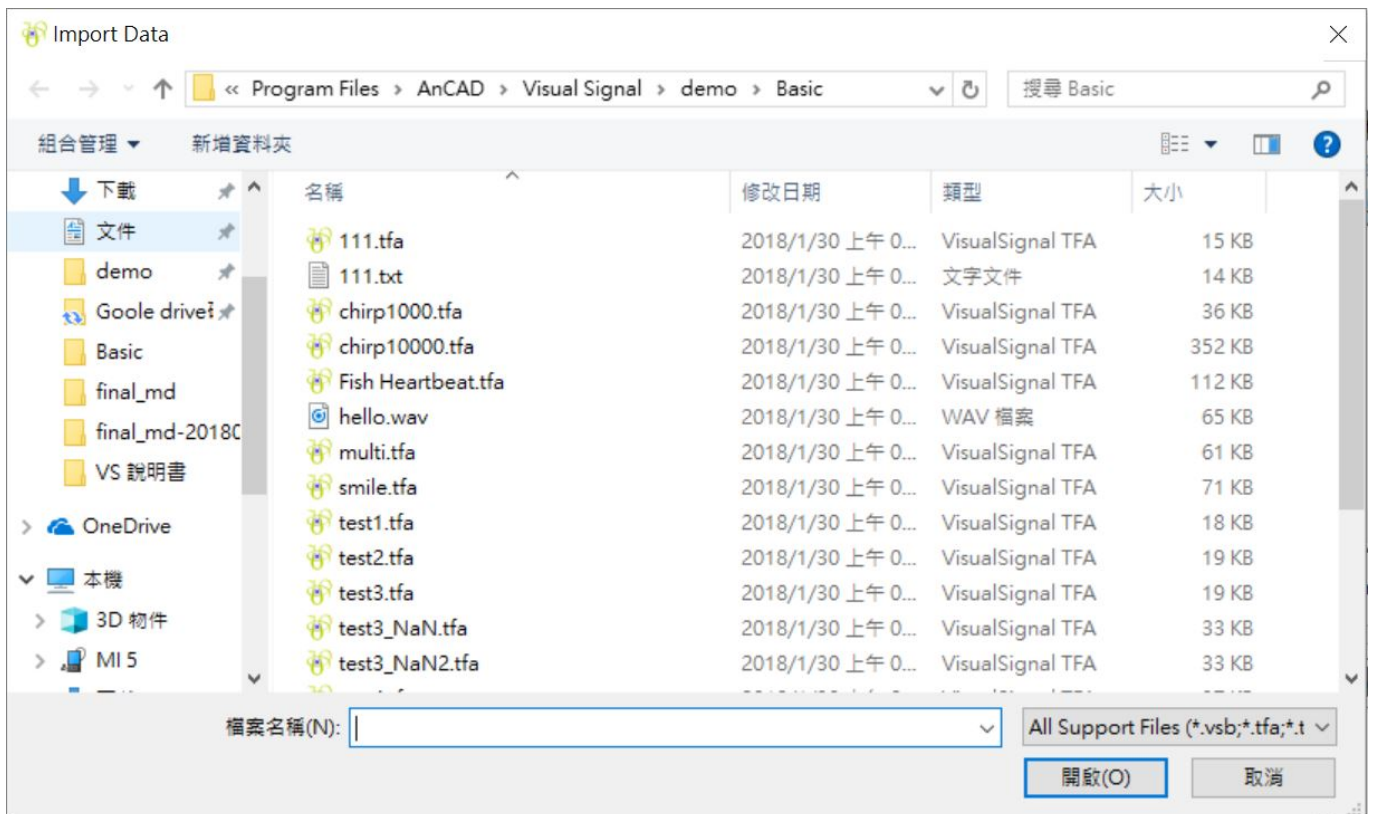 Import Data
« Program Files › AnCAD › Visual Signal › demo › Basic
搜尋 Basic
組合管理 新增資料夾
下載
文件
demo
Goole drive
Basic
final_md
final_md-2018
VS 說明書
OneDrive
本機
3D 物件
MI 5
名稱 修改日期 類型 大小
111.tfa 2018/1/30 上午 0... VisualSignal TFA 15 KB
111.txt 2018/1/30 上午 0... 文字文件 14 KB
chirp1000.tfa 2018/1/30 上午 0... VisualSignal TFA 36 KB
chirp10000.tfa 2018/1/30 上午 0... VisualSignal TFA 352 KB
Fish Heartbeat.tfa 2018/1/30 上午 0... VisualSignal TFA 112 KB
hello.wav 2018/1/30 上午 0... WAV 檔案 65 KB
multi.tfa 2018/1/30 上午 0... VisualSignal TFA 61 KB
smile.tfa 2018/1/30 上午 0... VisualSignal TFA 71 KB
test1.tfa 2018/1/30 上午 0... VisualSignal TFA 18 KB
test2.tfa 2018/1/30 上午 0... VisualSignal TFA 19 KB
test3.tfa 2018/1/30 上午 0... VisualSignal TFA 19 KB
test3_NaN.tfa 2018/1/30 上午 0... VisualSignal TFA 33 KB
test3_NaN2.tfa 2018/1/30 上午 0... VisualSignal TFA 33 KB
檔案名稱(N):
All Support Files (*.vsb;*.tfa;*.t
開啟(O) 取消